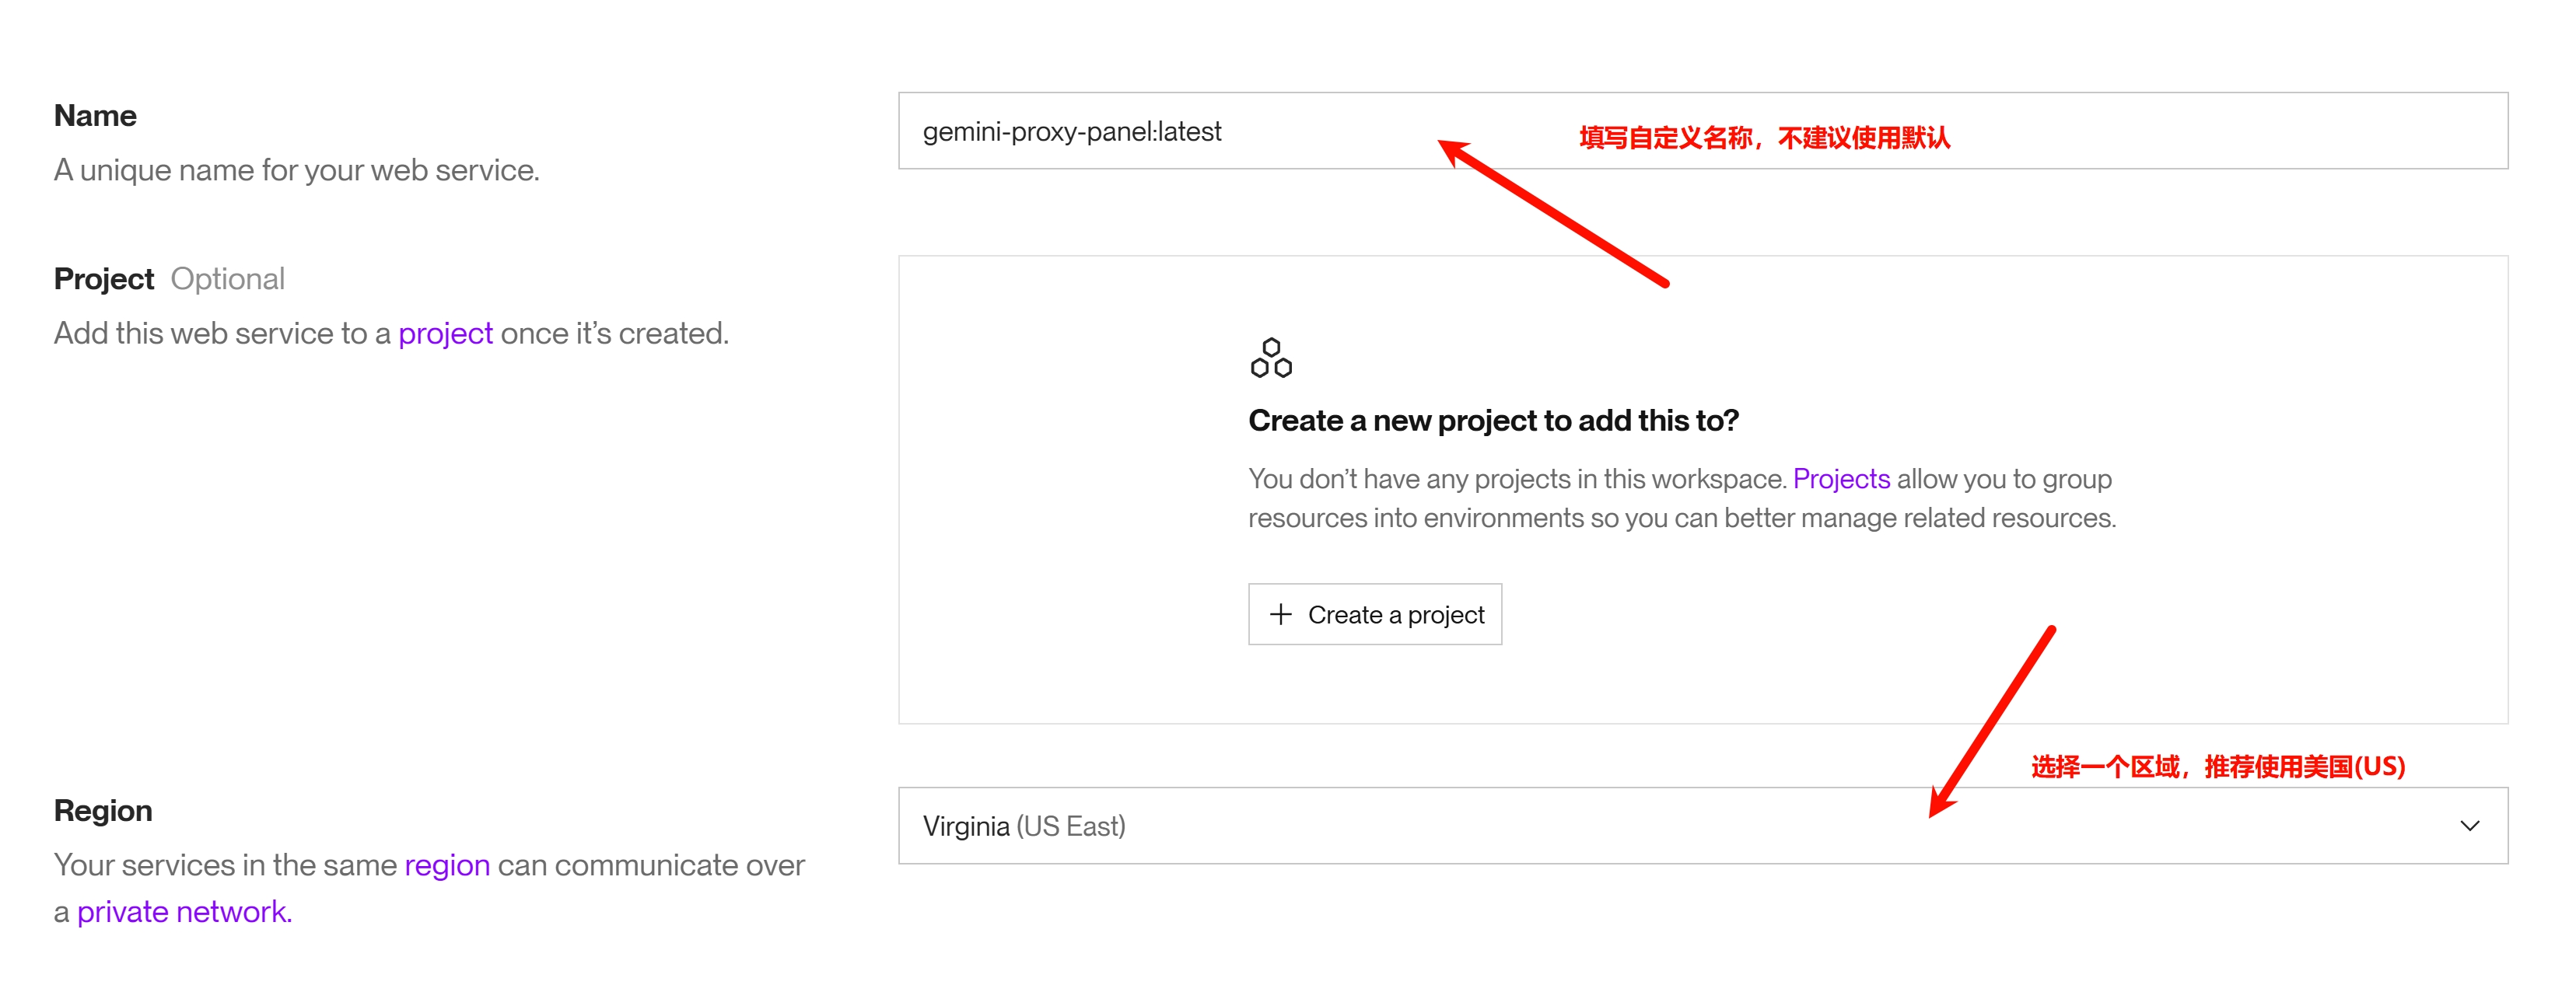 Name
A unique name for your web service.
gemini-proxy-panel:latest
填写自定义名称，不建议使用默认
Project Optional
Add this web service to a project once it’s created.
Create a new project to add this to?
You don’t have any projects in this workspace. Projects allow you to group
resources into environments so you can better manage related resources.
Create a project
选择一个区域，推荐使用美国(US)
Region
Your services in the same region can communicate over
a private network.
Virginia (US East)